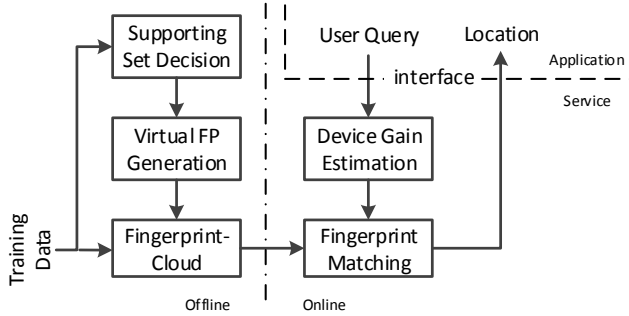 Supporting
Set Decision
User Query
Location
interface
Application
Service
Virtual FP
Generation
Device Gain
Estimation
Training
Data
Fingerprint-
Cloud
Fingerprint
Matching
Offline
Online